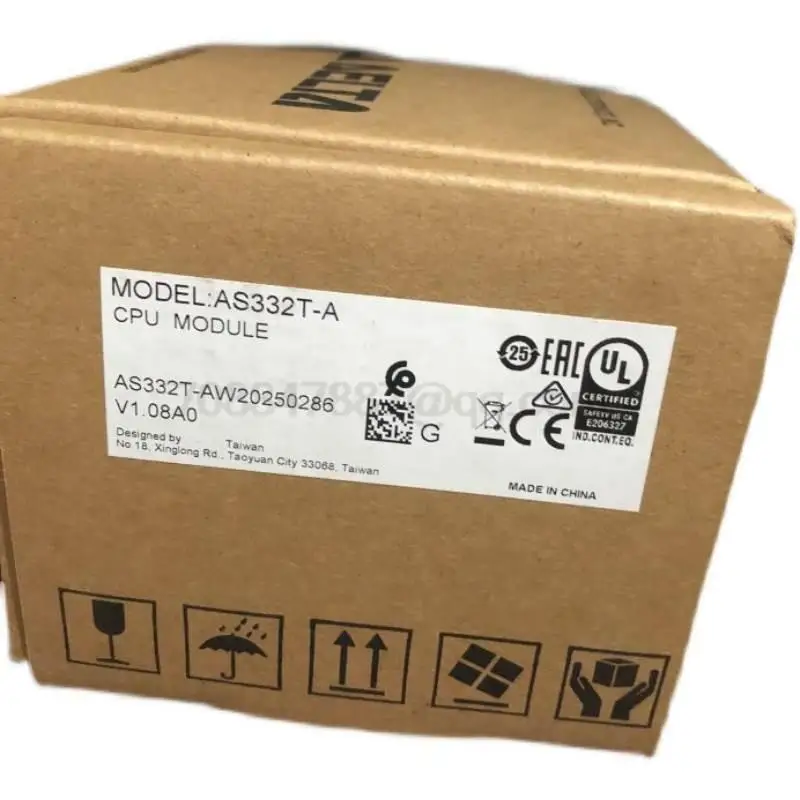 MODEL:AS332T-A
CPU MODULE
AS332T-AW20250286
V1.08A0
Designed by Taiwan
No 18, Xinglong Rd., Taoyuan City 33068, Taiwan
G
25
EAC
UL
CERTIFIED
SAFETY US CA
E206327
IND.CONT.EQ.
CE
MADE IN CHINA